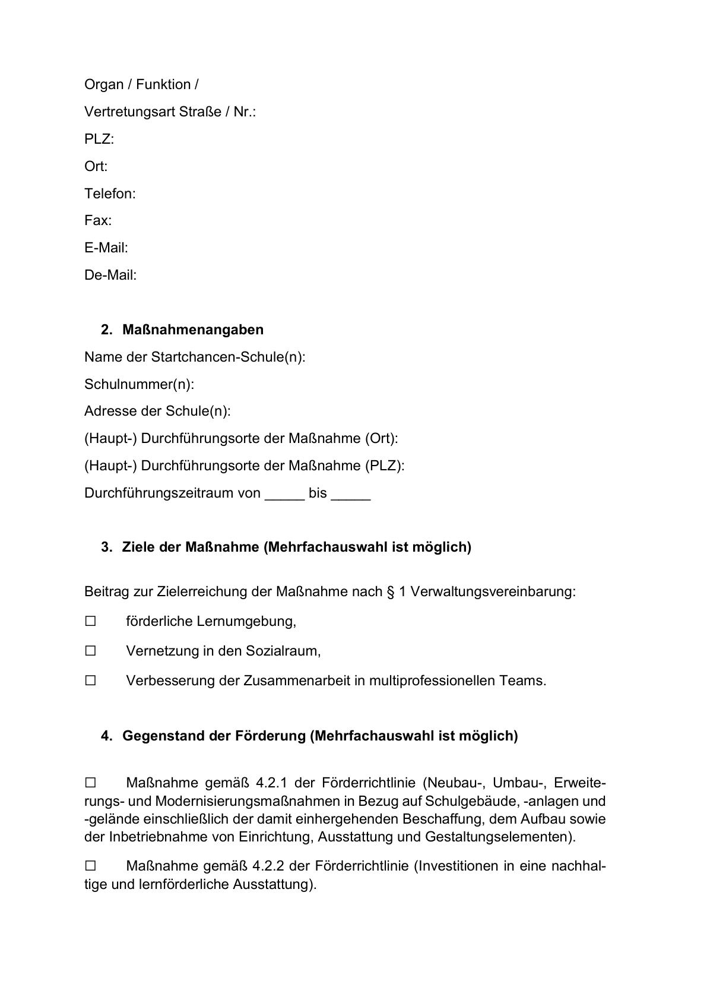 Organ / Funktion /
Vertretungsart Straße / Nr.:
PLZ:
Ort:
Telefon:
Fax:
E-Mail:
De-Mail:
2. Maßnahmenangaben
Name der Startchancen-Schule(n):
Schulnummer(n):
Adresse der Schule(n):
(Haupt-) Durchführungsorte der Maßnahme (Ort):
(Haupt-) Durchführungsorte der Maßnahme (PLZ):
Durchführungszeitraum von _____ bis _____
3. Ziele der Maßnahme (Mehrfachauswahl ist möglich)
Beitrag zur Zielerreichung der Maßnahme nach § 1 Verwaltungsvereinbarung:
☐ förderliche Lernumgebung,
☐ Vernetzung in den Sozialraum,
☐ Verbesserung der Zusammenarbeit in multiprofessionellen Teams.
4. Gegenstand der Förderung (Mehrfachauswahl ist möglich)
☐ Maßnahme gemäß 4.2.1 der Förderrichtlinie (Neubau-, Umbau-, Erweite-
rungs- und Modernisierungsmaßnahmen in Bezug auf Schulgebäude, -anlagen und
-gelände einschließlich der damit einhergehenden Beschaffung, dem Aufbau sowie
der Inbetriebnahme von Einrichtung, Ausstattung und Gestaltungselementen).
☐ Maßnahme gemäß 4.2.2 der Förderrichtlinie (Investitionen in eine nachhal-
tige und lernförderliche Ausstattung).